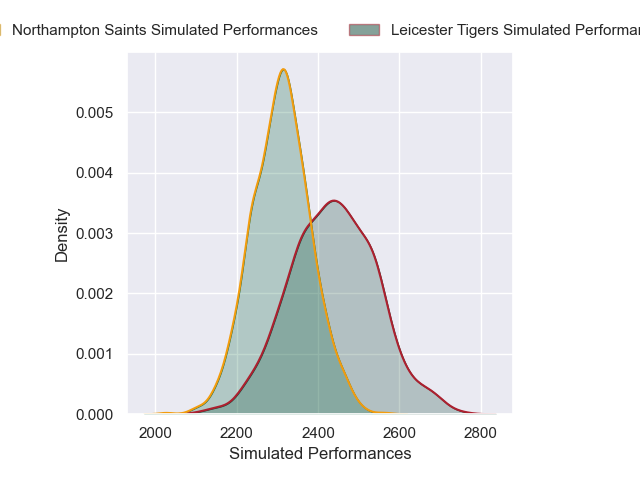 Northampton Saints Simulated Performances
Leicester Tigers Simulated
0.005
0.004
0.003
0.002
0.001
0.000
Density
2000 2200 2400 2600 2800
Simulated Performances